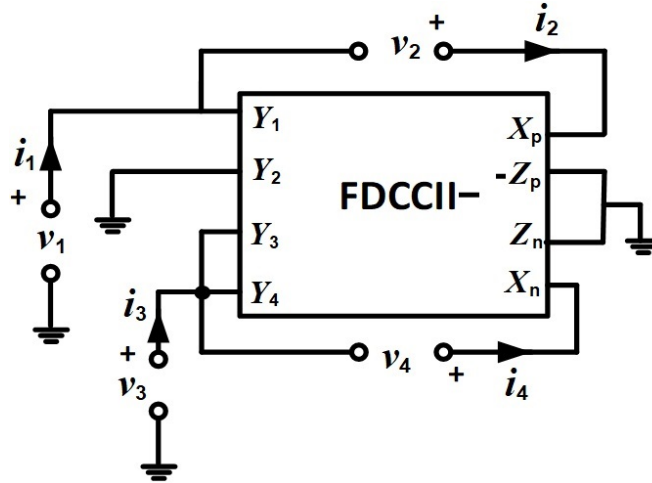 + i₂
v₂
Y₁ Xₚ
i₁ Y₂ -Zₚ
+ FDCCII−
v₁ Y₃ Zₙ
i₃ Y₄ Xₙ
+ v₄ +
v₃ i₄